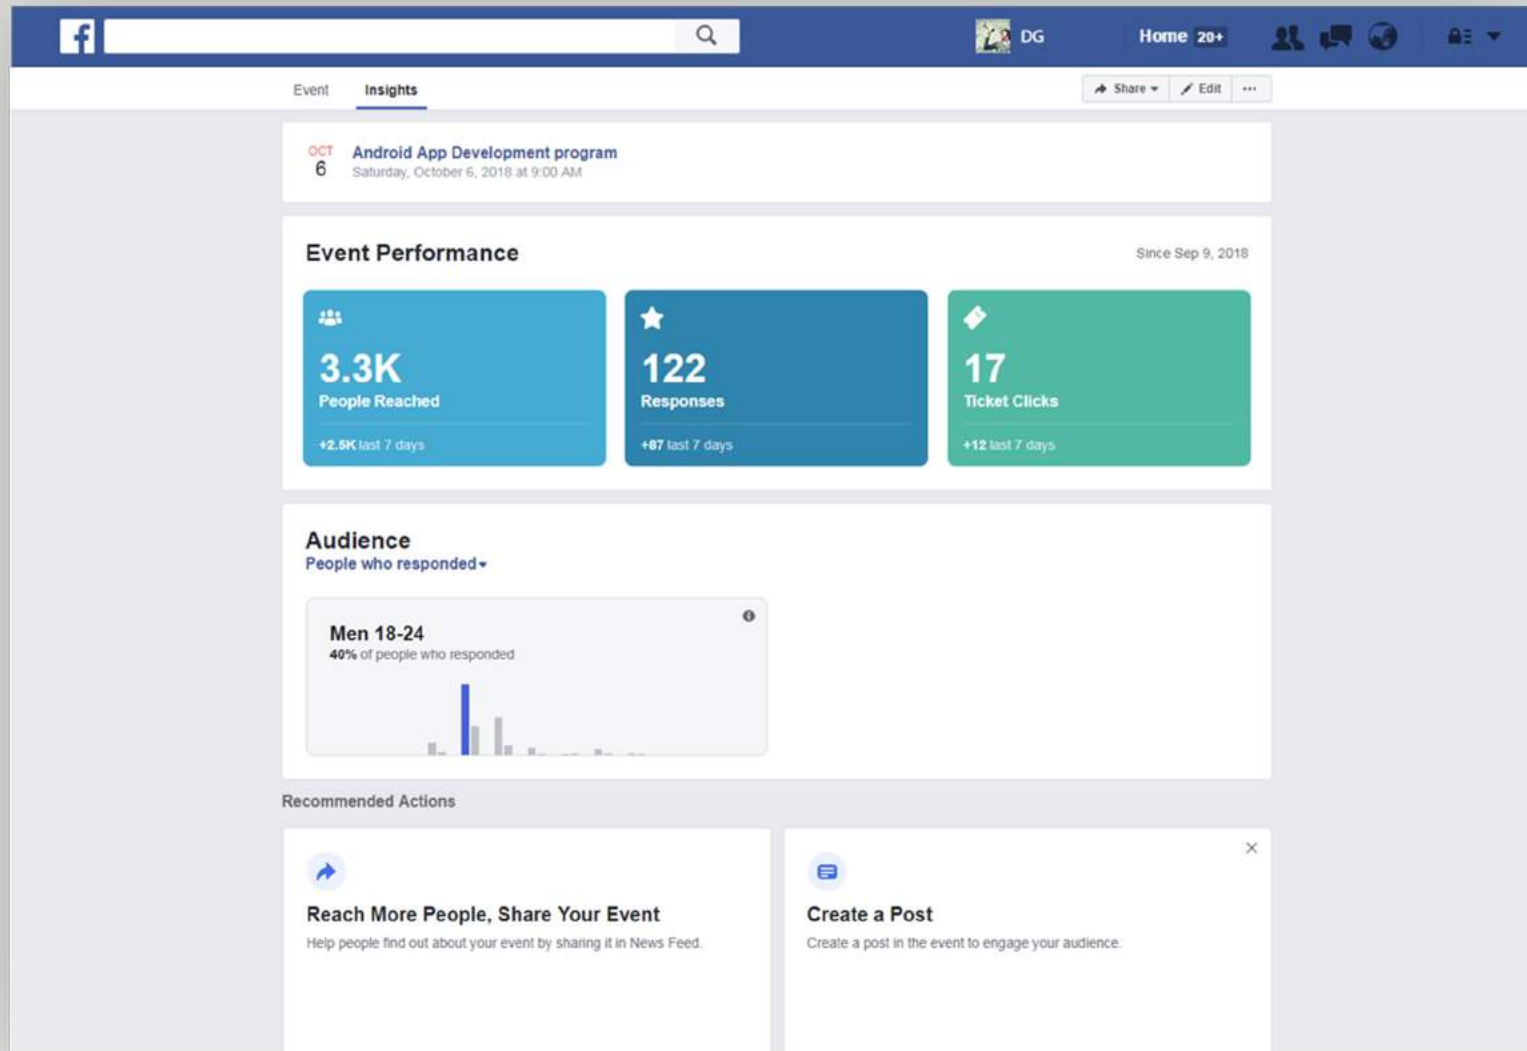 f
DG
Home 20+
Event Insights
Share Edit ...
OCT
6
Android App Development program
Saturday, October 6, 2018 at 9:00 AM
Event Performance
Since Sep 9, 2018
3.3K
People Reached
+2.5K last 7 days
122
Responses
+87 last 7 days
17
Ticket Clicks
+12 last 7 days
Audience
People who responded
Men 18-24
40% of people who responded
Recommended Actions
Reach More People, Share Your Event
Help people find out about your event by sharing it in News Feed.
Create a Post
Create a post in the event to engage your audience.